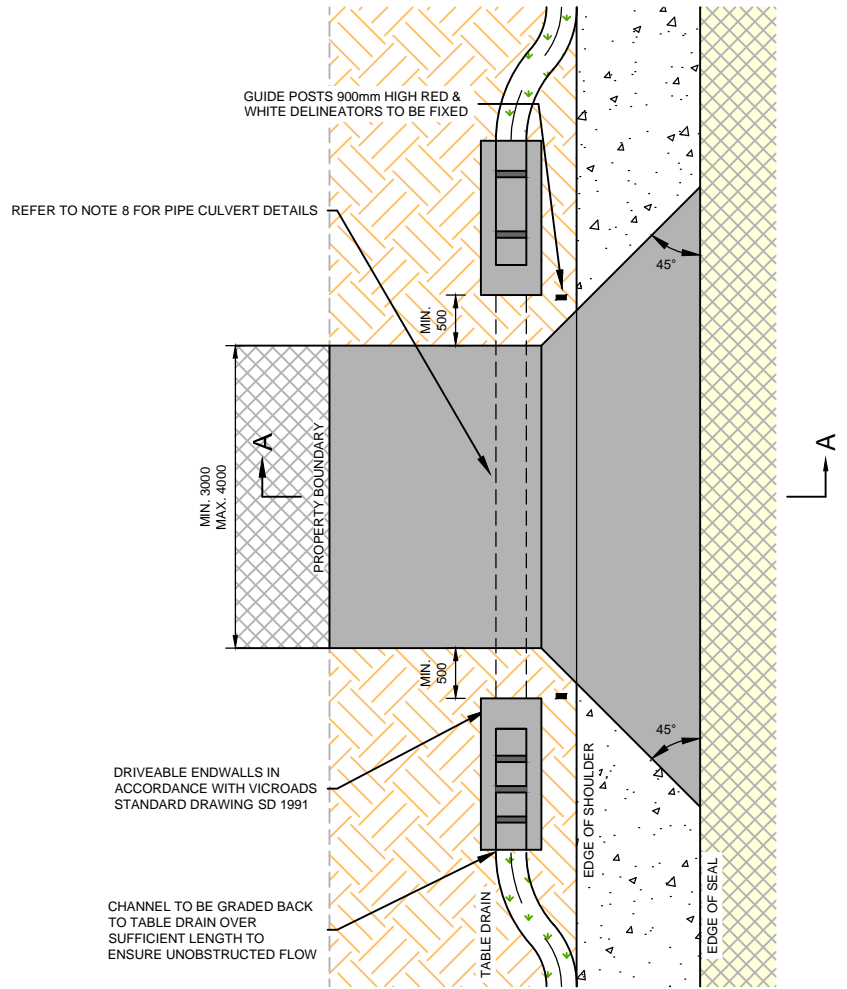 GUIDE POSTS 900mm HIGH RED &
WHITE DELINEATORS TO BE FIXED
REFER TO NOTE 8 FOR PIPE CULVERT DETAILS
45°
MIN.
500
MIN. 3000
MAX. 4000
A
PROPERTY BOUNDARY
A
MIN.
500
45°
DRIVEABLE ENDWALLS IN
ACCORDANCE WITH VICROADS
STANDARD DRAWING SD 1991
EDGE OF SHOULDER
CHANNEL TO BE GRADED BACK
TO TABLE DRAIN OVER
SUFFICIENT LENGTH TO
ENSURE UNOBSTRUCTED FLOW
TABLE DRAIN
EDGE OF SEAL